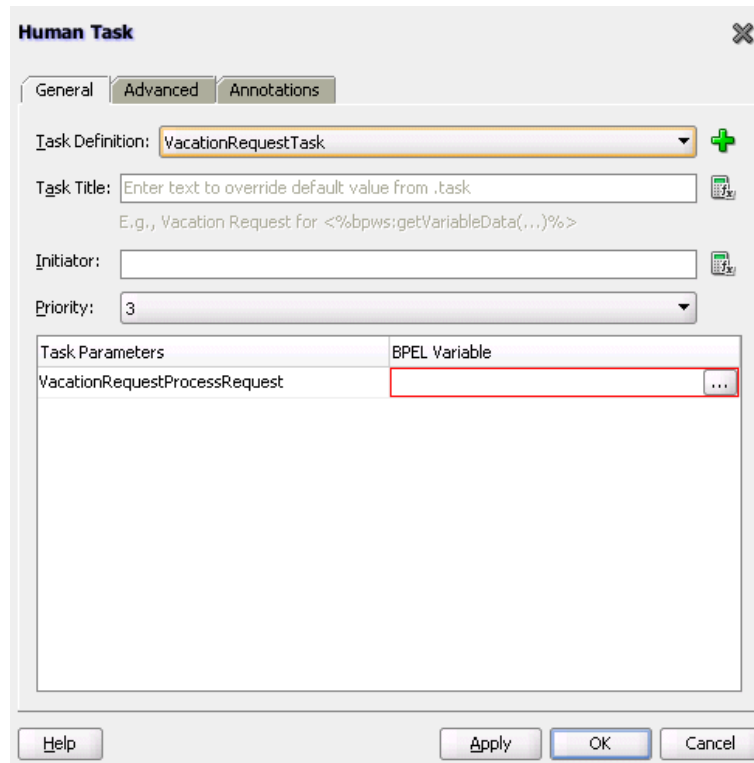 Human Task
General Advanced Annotations
Task Definition: VacationRequestTask
Task Title: Enter text to override default value from .task
E.g., Vacation Request for <%bpws:getVariableData(...)%>
Initiator:
Priority: 3
Task Parameters BPEL Variable
VacationRequestProcessRequest ...
Help Apply OK Cancel